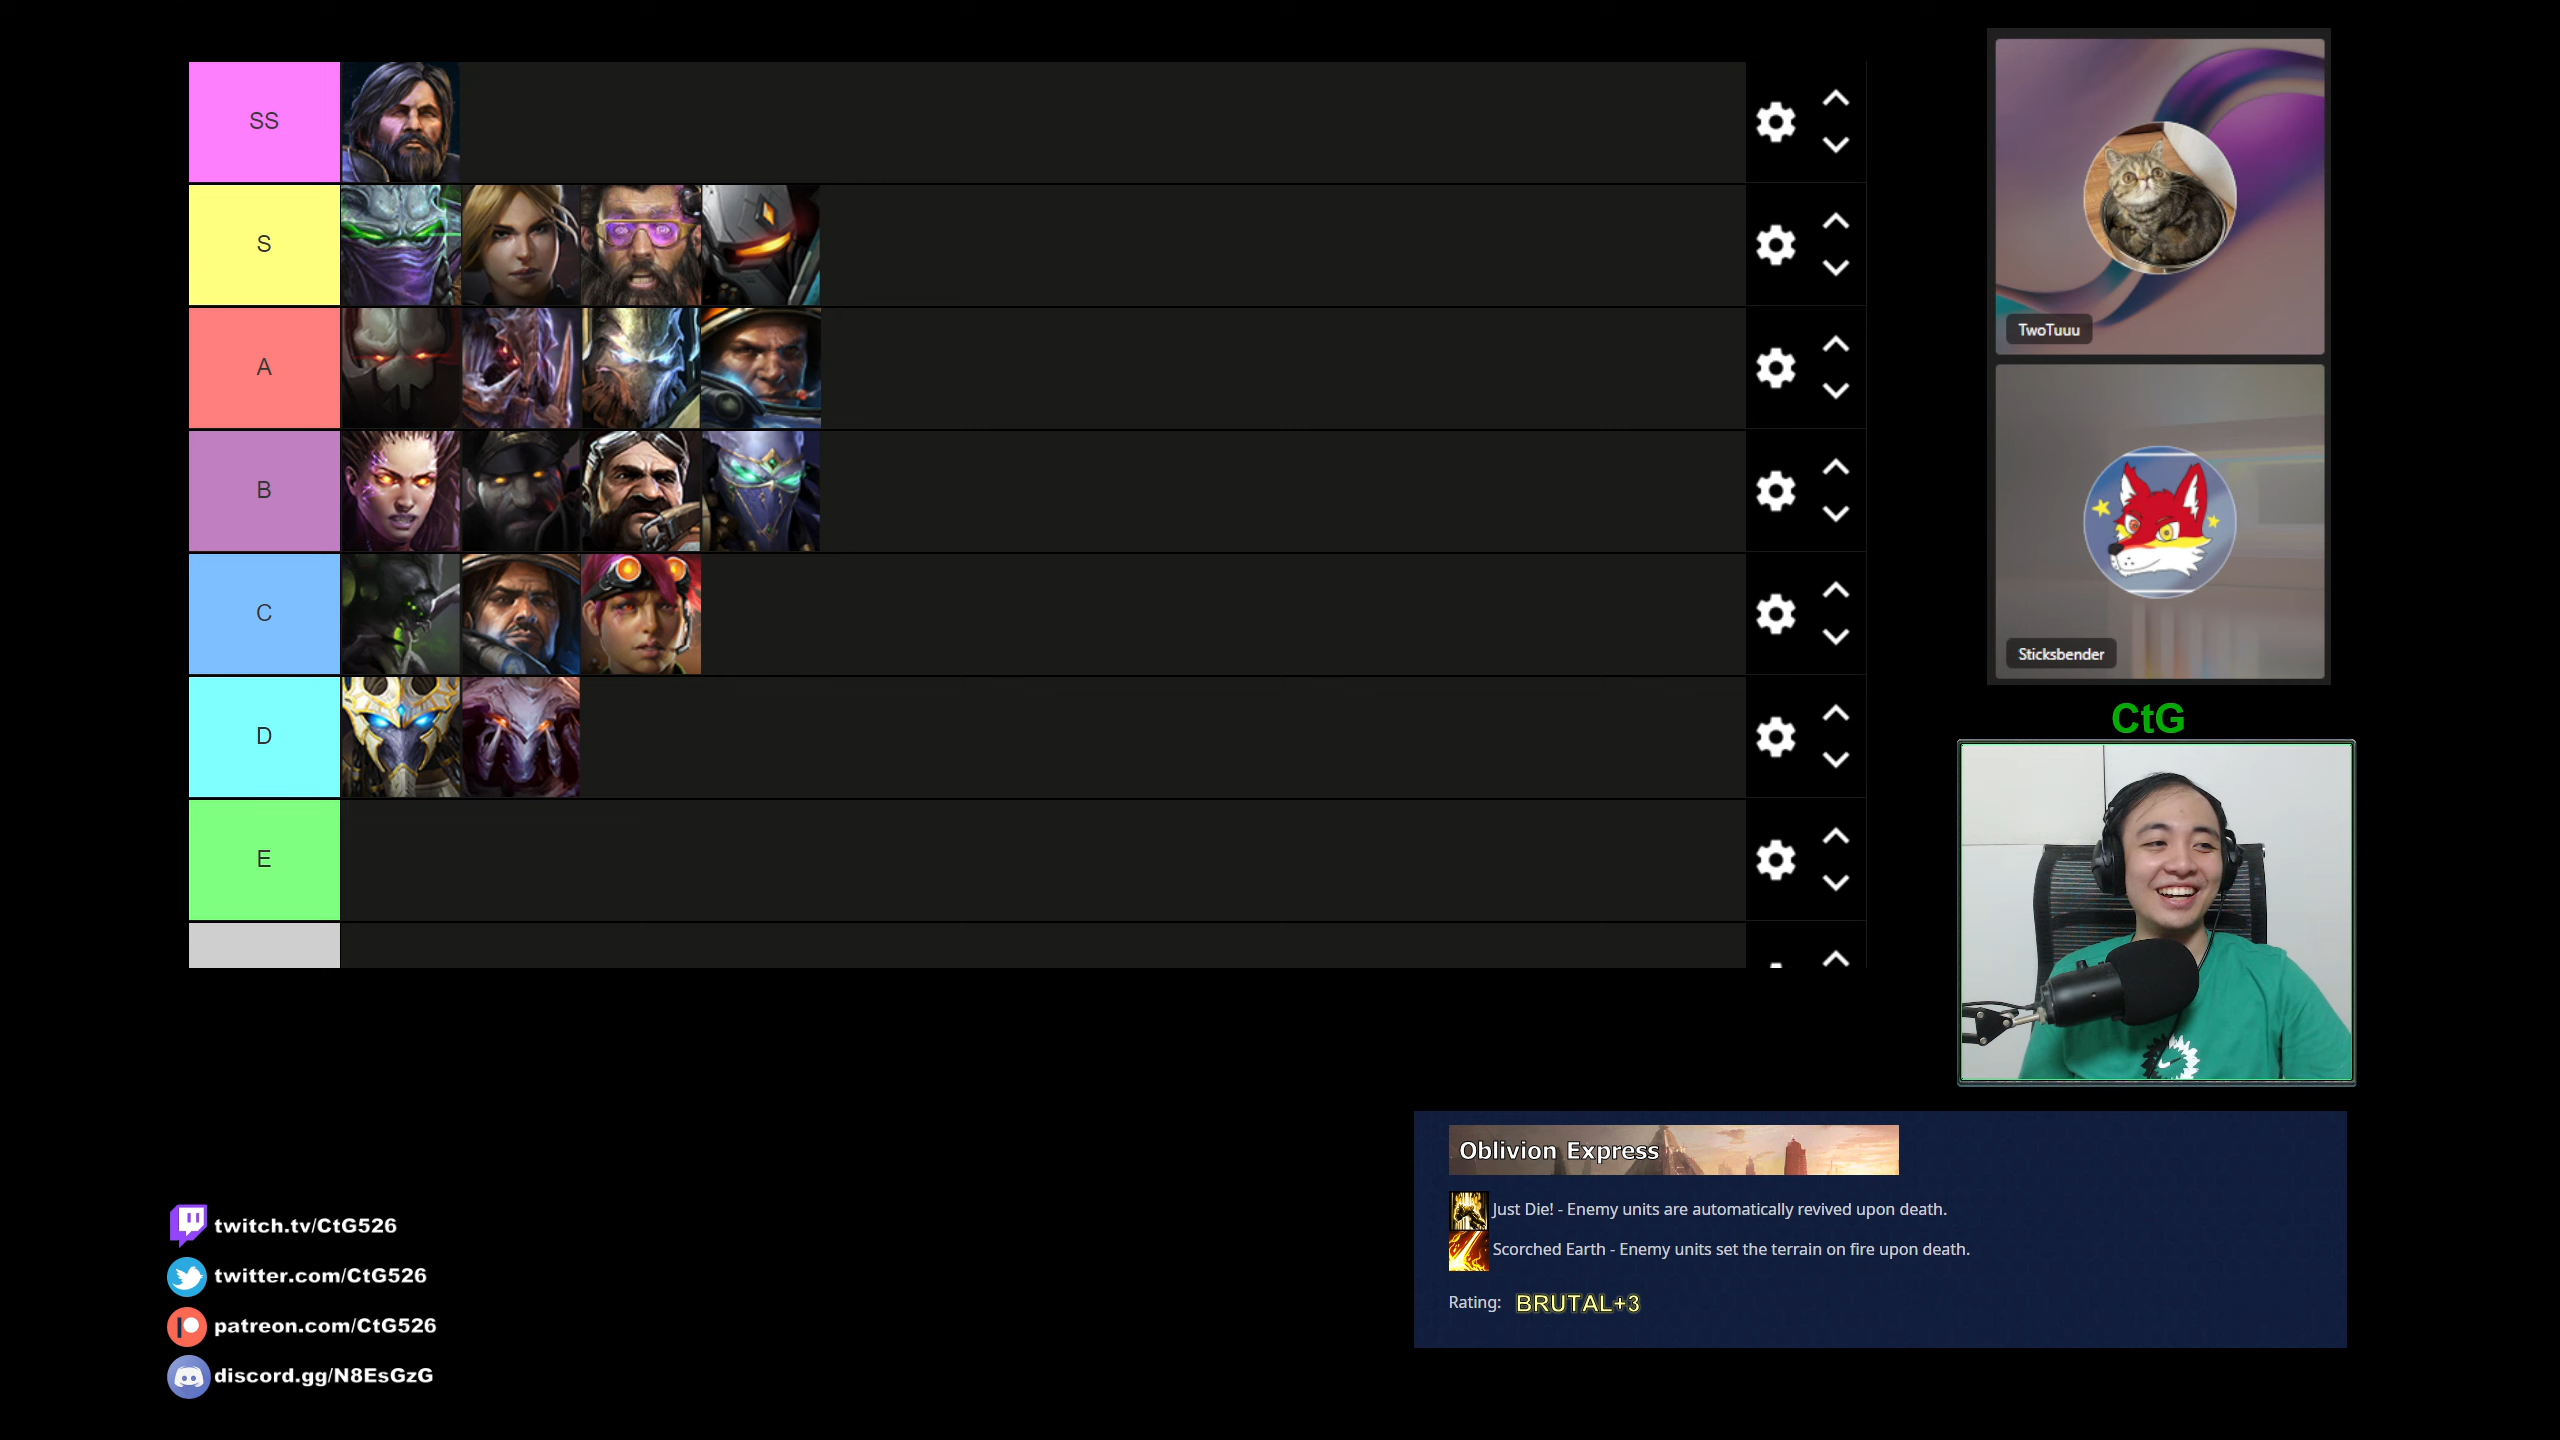 SS
S
A
B
C
D
E
TwoTuuu
Sticksbender
CtG
Oblivion Express
Just Die! - Enemy units are automatically revived upon death.
Scorched Earth - Enemy units set the terrain on fire upon death.
Rating: BRUTAL+3
twitch.tv/CtG526
twitter.com/CtG526
patreon.com/CtG526
discord.gg/N8EsGzG